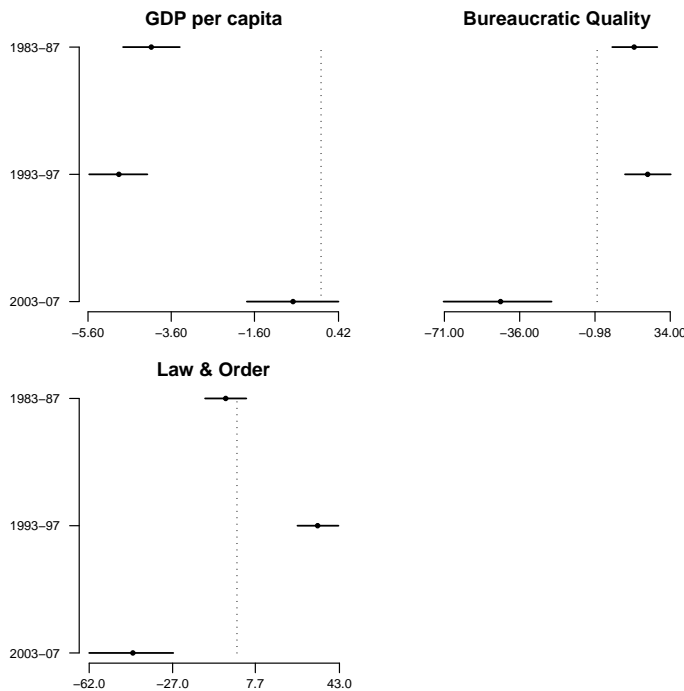 GDP per capita
1983−87
1993−97
2003−07
−5.60 −3.60 −1.60 0.42
Bureaucratic Quality
−71.00 −36.00 −0.98 34.00
Law & Order
1983−87
1993−97
2003−07
−62.0 −27.0 7.7 43.0